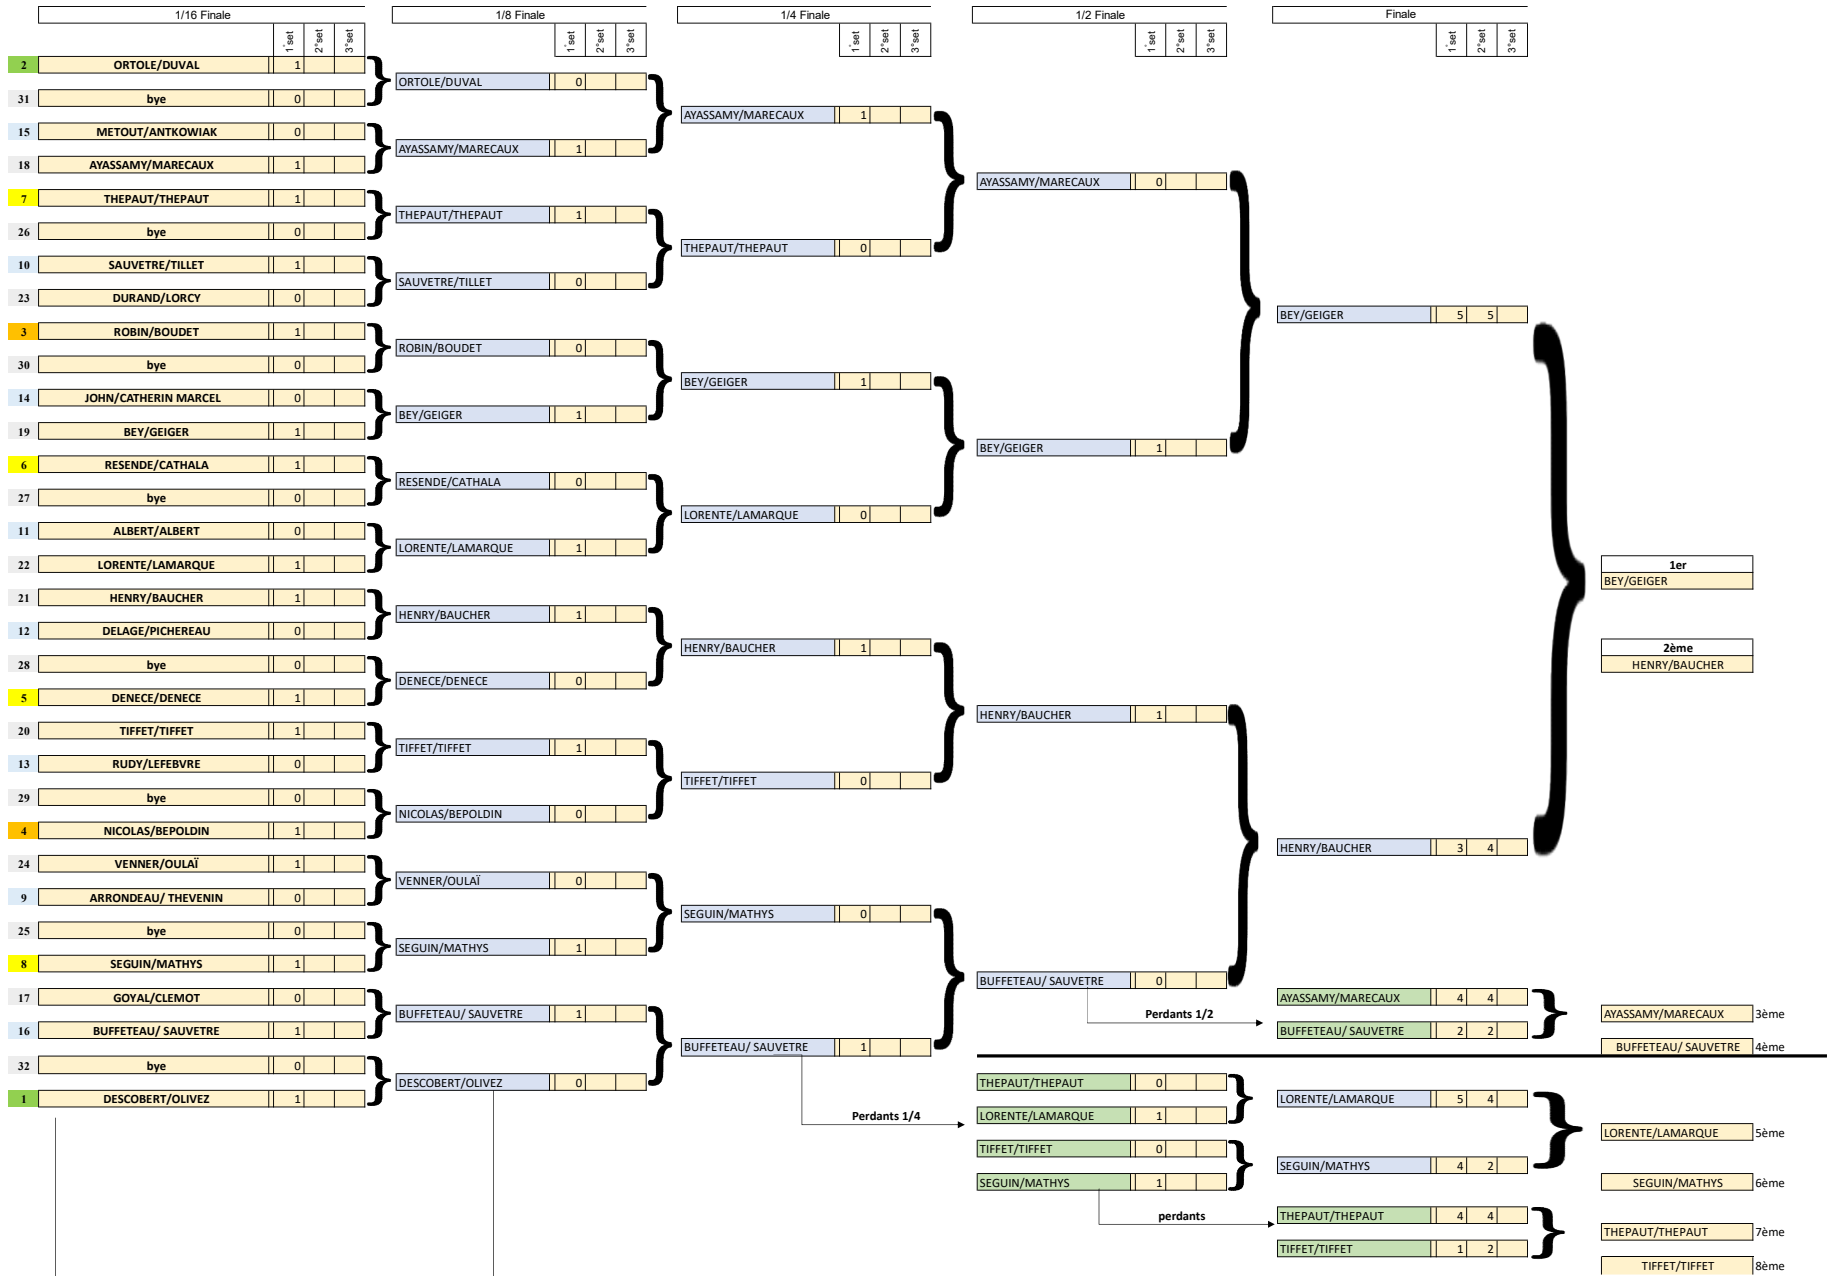 1/16 Finale 1/8 Finale 1/4 Finale 1/2 Finale Finale
1°set 2°set 3°set 1°set 2°set 3°set 1°set 2°set 3°set 1°set 2°set 3°set 1°set 2°set 3°set
2 ORTOLE/DUVAL 1
ORTOLE/DUVAL 0
31 bye 0
AYASSAMY/MARECAUX 1
15 METOUT/ANTKOWIAK 0
AYASSAMY/MARECAUX 1
18 AYASSAMY/MARECAUX 1
AYASSAMY/MARECAUX 0
7 THEPAUT/THEPAUT 1
THEPAUT/THEPAUT 1
26 bye 0
THEPAUT/THEPAUT 0
10 SAUVETRE/TILLET 1
SAUVETRE/TILLET 0
23 DURAND/LORCY 0
BEY/GEIGER 5 5
3 ROBIN/BOUDET 1
ROBIN/BOUDET 0
30 bye 0
BEY/GEIGER 1
14 JOHN/CATHERIN MARCEL 0
BEY/GEIGER 1
19 BEY/GEIGER 1
BEY/GEIGER 1
6 RESENDE/CATHALA 1
RESENDE/CATHALA 0
27 bye 0
LORENTE/LAMARQUE 0
11 ALBERT/ALBERT 0
LORENTE/LAMARQUE 1
22 LORENTE/LAMARQUE 1
1er
BEY/GEIGER
21 HENRY/BAUCHER 1
HENRY/BAUCHER 1
12 DELAGE/PICHEREAU 0
HENRY/BAUCHER 1
2ème
28 bye 0
HENRY/BAUCHER
DENECE/DENECE 0
5 DENECE/DENECE 1
HENRY/BAUCHER 1
20 TIFFET/TIFFET 1
TIFFET/TIFFET 1
13 RUDY/LEFEBVRE 0
TIFFET/TIFFET 0
29 bye 0
NICOLAS/BEPOLDIN 0
4 NICOLAS/BEPOLDIN 1
HENRY/BAUCHER 3 4
24 VENNER/OULAÏ 1
VENNER/OULAÏ 0
9 ARRONDEAU/ THEVENIN 0
SEGUIN/MATHYS 0
25 bye 0
SEGUIN/MATHYS 1
8 SEGUIN/MATHYS 1
BUFFETEAU/ SAUVETRE 0
17 GOYAL/CLEMOT 0
AYASSAMY/MARECAUX 4 4
BUFFETEAU/ SAUVETRE 1
Perdants 1/2
AYASSAMY/MARECAUX 3ème
16 BUFFETEAU/ SAUVETRE 1
BUFFETEAU/ SAUVETRE 2 2
BUFFETEAU/ SAUVETRE 1
BUFFETEAU/ SAUVETRE 4ème
32 bye 0
DESCOBERT/OLIVEZ 0
THEPAUT/THEPAUT 0
1 DESCOBERT/OLIVEZ 1
LORENTE/LAMARQUE 5 4
Perdants 1/4
LORENTE/LAMARQUE 1
LORENTE/LAMARQUE 5ème
TIFFET/TIFFET 0
SEGUIN/MATHYS 4 2
SEGUIN/MATHYS 1
SEGUIN/MATHYS 6ème
perdants
THEPAUT/THEPAUT 4 4
THEPAUT/THEPAUT 7ème
TIFFET/TIFFET 1 2
TIFFET/TIFFET 8ème